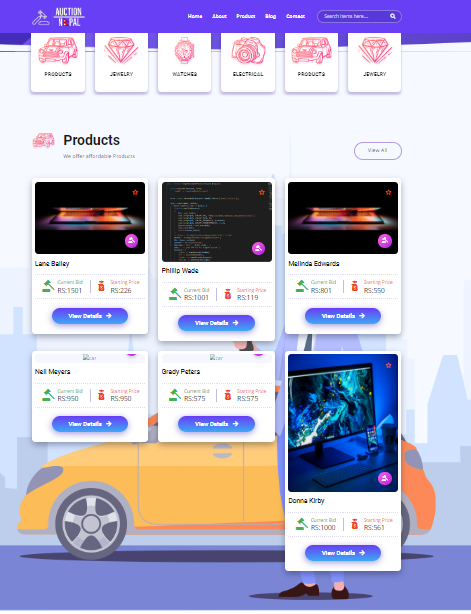 AUCTION
NEPAL
Home About Product Blog Contact Search items here...
PRODUCTS JEWELRY WATCHES ELECTRICAL PRODUCTS JEWELRY
Products
We offer affordable Products
View All
Lane Bailey
Current Bid Starting Price
RS:1501 RS:226
View Details
Phillip Wade
Current Bid Starting Price
RS:1001 RS:119
View Details
Melinda Edwards
Current Bid Starting Price
RS:801 RS:550
View Details
Neil Meyers
Current Bid Starting Price
RS:950 RS:950
View Details
Grady Peters
Current Bid Starting Price
RS:575 RS:575
View Details
Donna Kirby
Current Bid Starting Price
RS:1000 RS:561
View Details